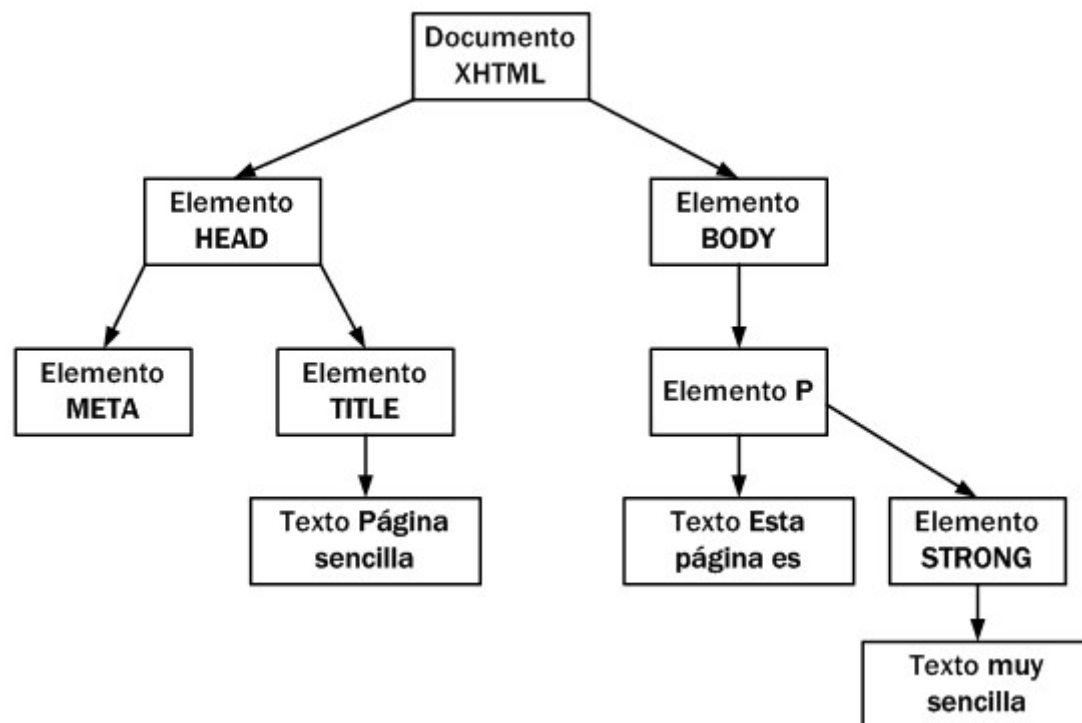 Documento
XHTML
Elemento
HEAD
Elemento
BODY
Elemento
META
Elemento
TITLE
Elemento P
Texto Página
sencilla
Texto Esta
página es
Elemento
STRONG
Texto muy
sencilla